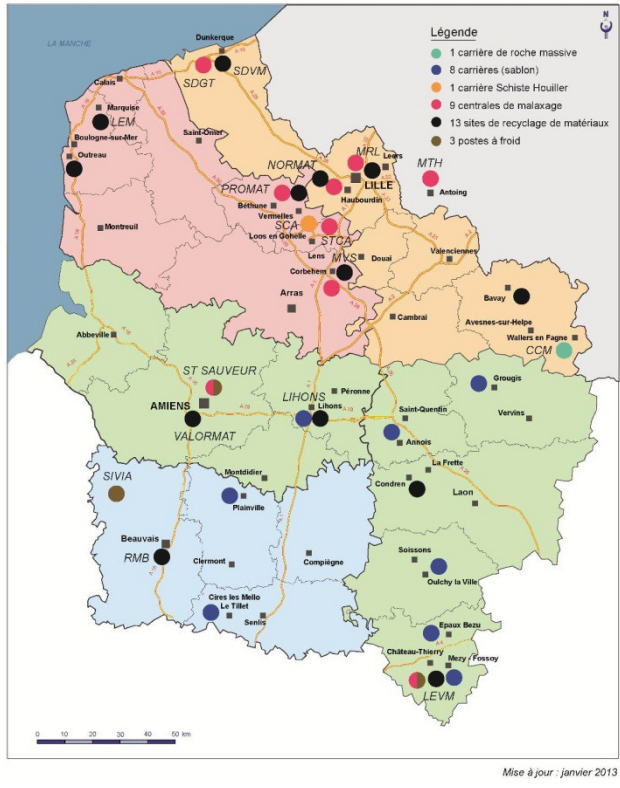 LA MANCHE
N
Légende
1 carrière de roche massive
8 carrières (sablon)
1 carrière Schiste Houiller
9 centrales de malaxage
13 sites de recyclage de matériaux
3 postes à froid
Dunkerque
SDGT
SDVM
Calais
Marquise
LEM
Boulogne-sur-Mer
Outreau
Saint-Omer
NORMAT
MRL
Leers
LILLE
MTH
Antoing
PROMAT
Haubourdin
Béthune
Vermelles
SCA
Loos en Gohelle
STCA
Montreuil
Lens
MVS
Douai
Valenciennes
Corbehem
Arras
Bavay
Cambrai
Avesnes-sur-Helpe
Wallers en Fagne
CCM
Abbeville
ST SAUVEUR
AMIENS
VALORMAT
LIHONS
Lihons
Péronne
Grougis
Saint-Quentin
Vervins
Annois
SIVIA
Montdidier
Plainville
La Frette
Condren
Laon
Beauvais
RMB
Clermont
Compiègne
Soissons
Oulchy la Ville
Cires les Mello
Le Tillet
Senlis
Epaux Bezu
A 4
Château-Thierry
Mezy / Fossoy
LEVM
0 10 20 30 40 50 km
Mise à jour : janvier 2013